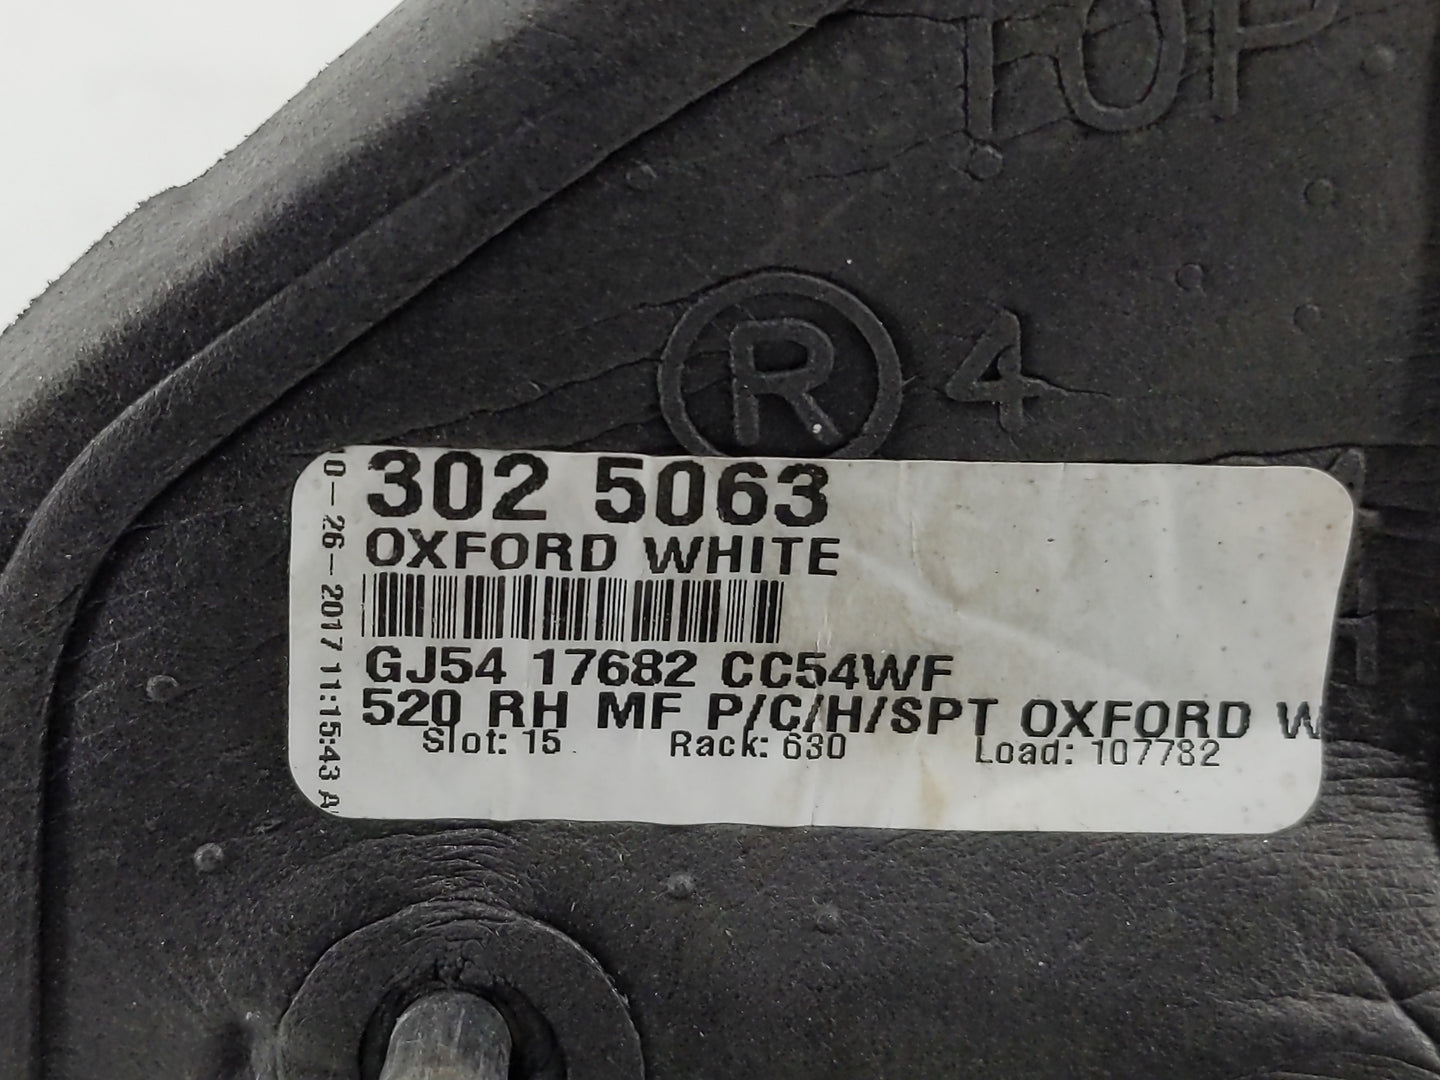 TOP
R 4
302 5063
OXFORD WHITE
GJ54 17682 CC54WF
520 RH MF P/C/H/SPT OXFORD W
Slot: 15 Rack: 630 Load: 107782
0-26-2017 11:15:43 A